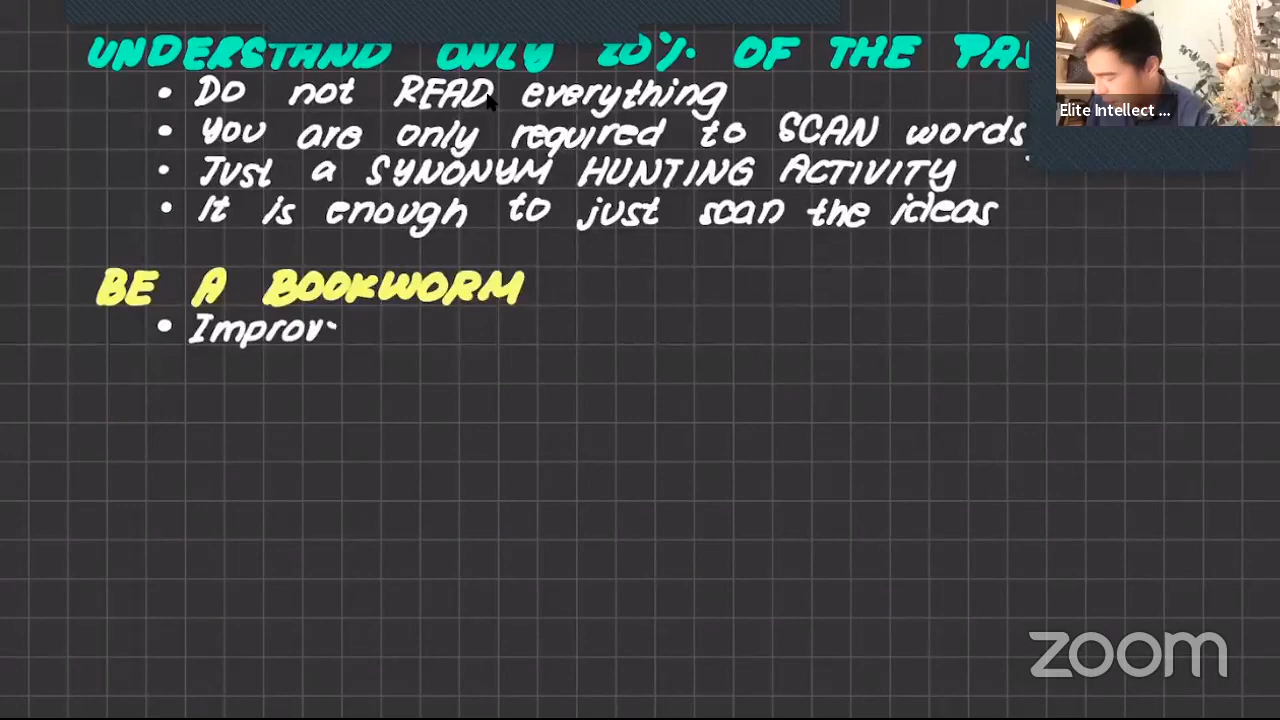 UNDERSTAND ONLY 20% OF THE PAS
• Do not READ everything
• You are only required to SCAN words
• Just a SYNONYM HUNTING ACTIVITY
• It is enough to just scan the ideas
BE A BOOKWORM
• Improv
Elite Intellect ...
zoom